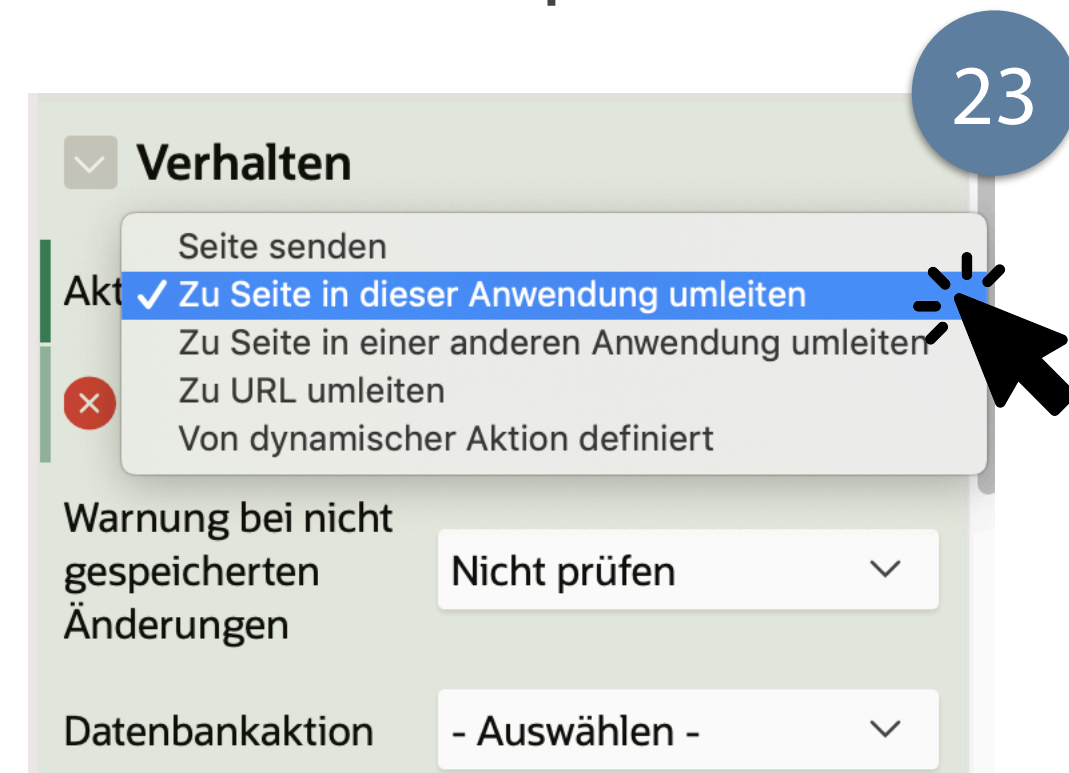 23
Verhalten
Seite senden
Akt ✓ Zu Seite in dieser Anwendung umleiten
Zu Seite in einer anderen Anwendung umleiten
Zu URL umleiten
Von dynamischer Aktion definiert
Warnung bei nicht
gespeicherten
Änderungen
Nicht prüfen
Datenbankaktion
- Auswählen -